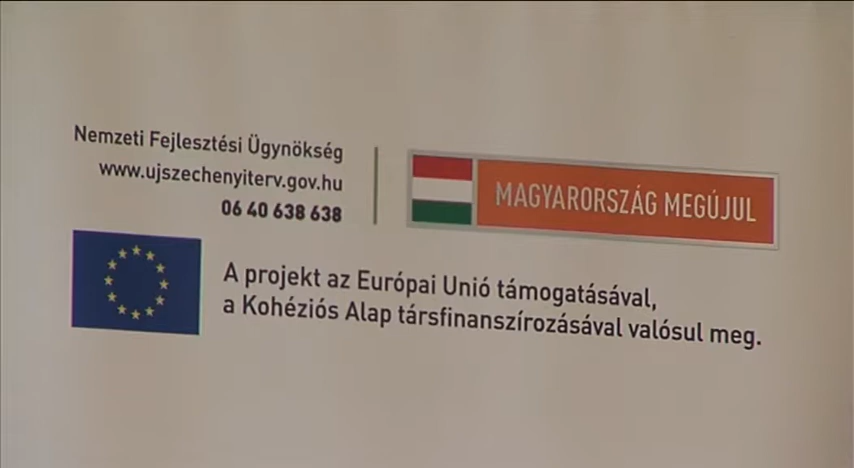 Nemzeti Fejlesztési Ügynökség
www.ujszechenyiterv.gov.hu
06 40 638 638
MAGYARORSZÁG MEGÚJUL
A projekt az Európai Unió támogatásával,
a Kohéziós Alap társfinanszírozásával valósul meg.